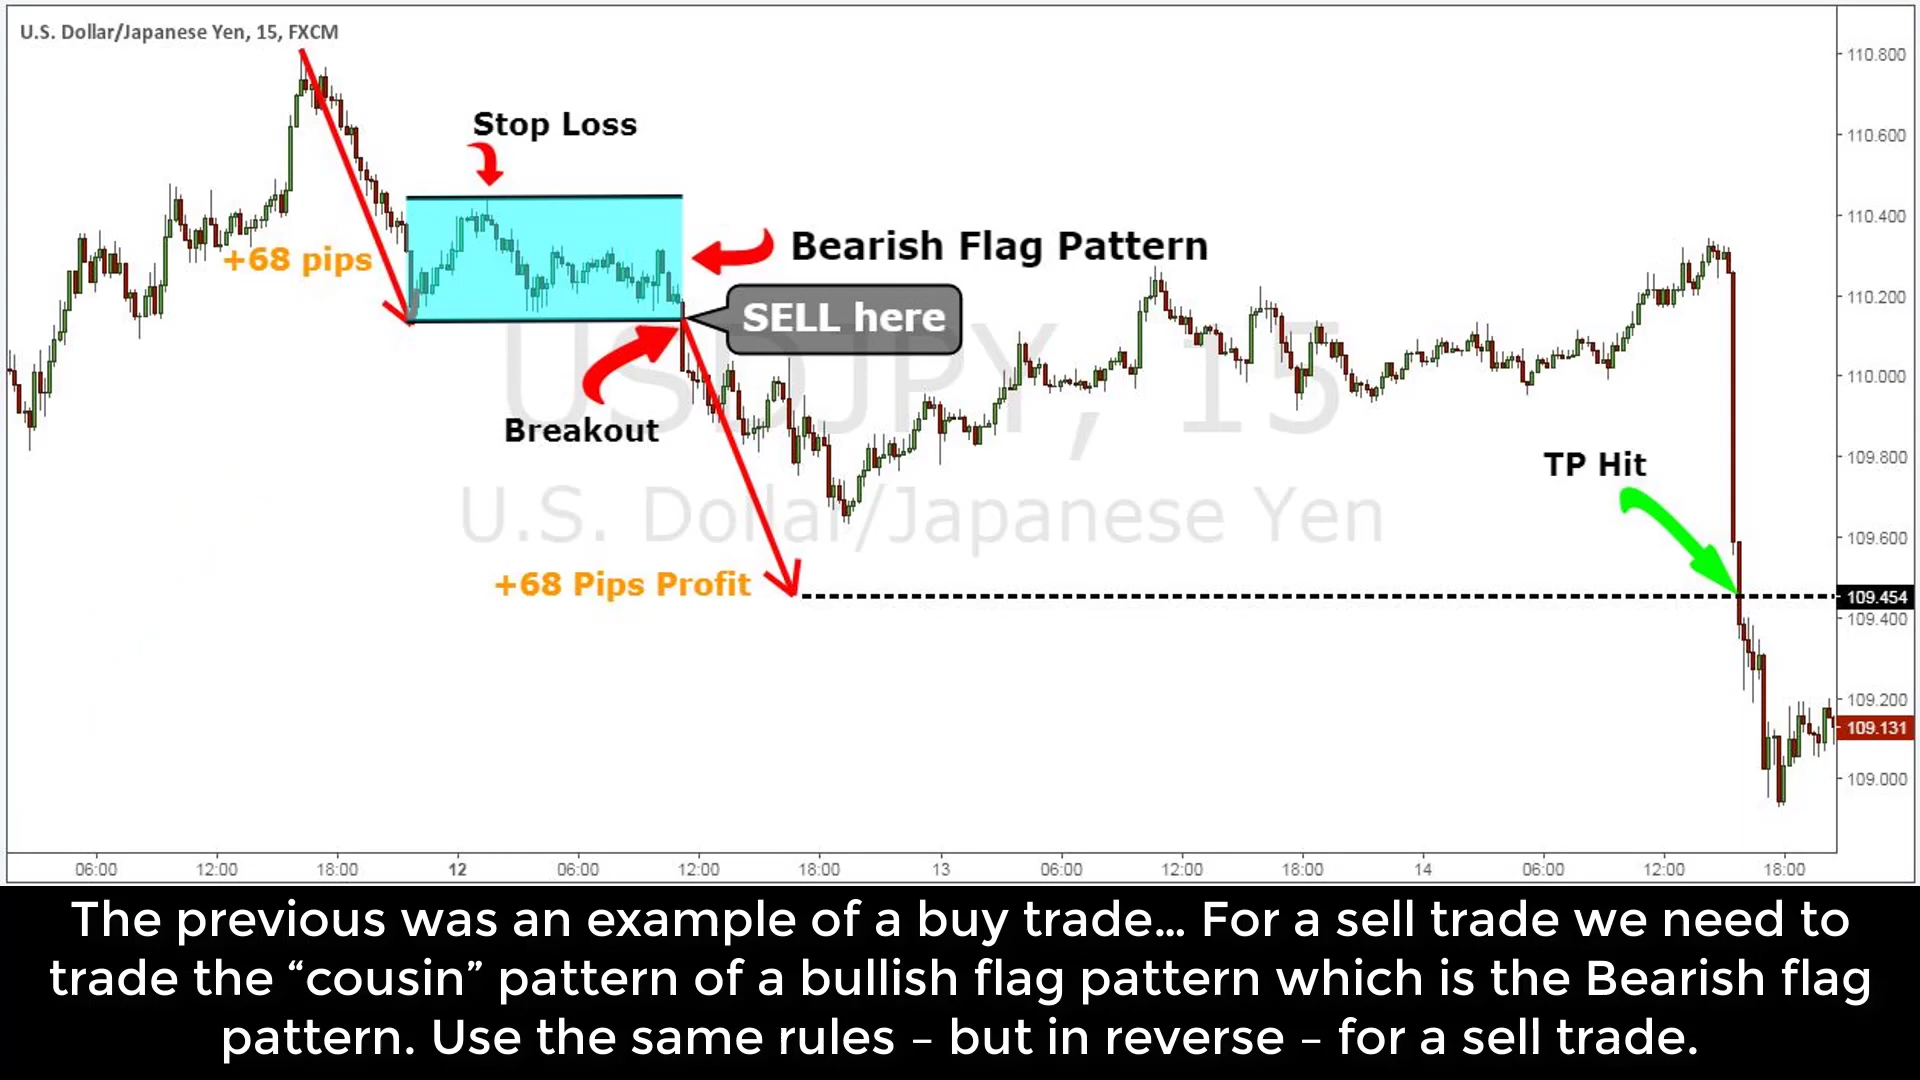 U.S. Dollar/Japanese Yen, 15, FXCM
110.800
Stop Loss
110.600
110.400
+68 pips
Bearish Flag Pattern
110.200
SELL here
USDJPY, 15
110.000
Breakout
109.800
TP Hit
U.S. Dollar/Japanese Yen
109.600
+68 Pips Profit
109.454
109.400
109.200
109.131
109.000
06:00 12:00 18:00 12 06:00 12:00 18:00 13 06:00 12:00 18:00 14 06:00 12:00 18:00
The previous was an example of a buy trade... For a sell trade we need to
trade the “cousin” pattern of a bullish flag pattern which is the Bearish flag
pattern. Use the same rules – but in reverse – for a sell trade.